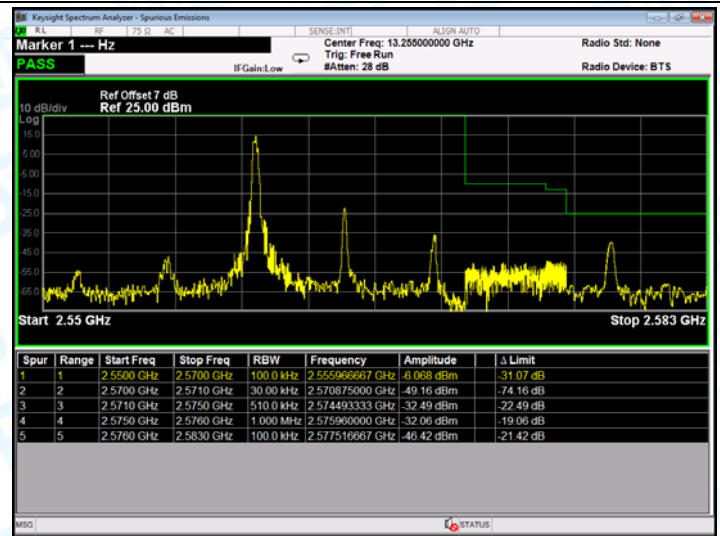 Keysight Spectrum Analyzer - Spurious Emissions
RL RF 75 Ω AC SENSE:INT ALIGN AUTO
Marker 1 --- Hz
Center Freq: 13.255000000 GHz
Radio Std: None
Trig: Free Run
PASS
IFGain:Low
#Atten: 28 dB
Radio Device: BTS
Ref Offset 7 dB
10 dB/div Ref 25.00 dBm
Log
15.0
5.00
-5.00
-15.0
-25.0
-35.0
-45.0
-55.0
-65.0
Start 2.55 GHz Stop 2.583 GHz
Spur Range Start Freq Stop Freq RBW Frequency Amplitude Δ Limit
1 1 2.5500 GHz 2.5700 GHz 100.0 kHz 2.555966667 GHz -6.068 dBm -31.07 dB
2 2 2.5700 GHz 2.5710 GHz 30.00 kHz 2.570875000 GHz -49.16 dBm -74.16 dB
3 3 2.5710 GHz 2.5750 GHz 510.0 kHz 2.574493333 GHz -32.49 dBm -22.49 dB
4 4 2.5750 GHz 2.5760 GHz 1.000 MHz 2.575960000 GHz -32.06 dBm -19.06 dB
5 5 2.5760 GHz 2.5830 GHz 100.0 kHz 2.577516667 GHz -46.42 dBm -21.42 dB
MSG STATUS